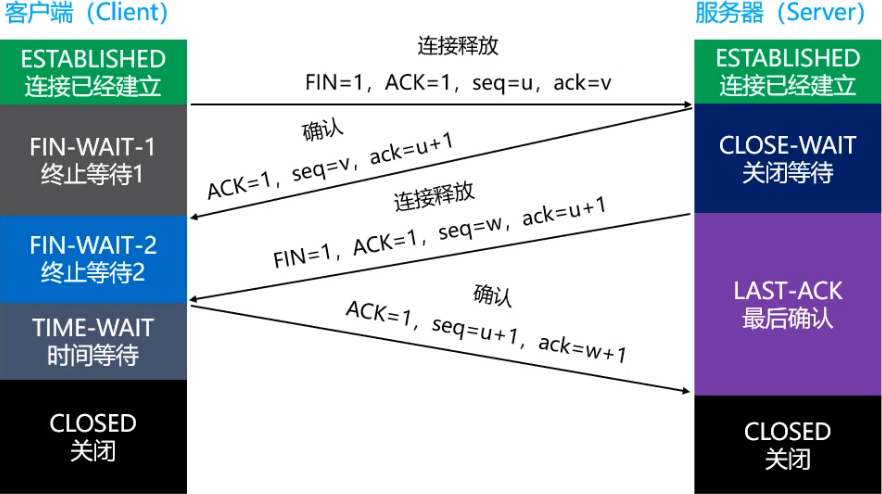 客户端（Client）
服务器（Server）
ESTABLISHED
连接已经建立
连接释放
FIN=1，ACK=1，seq=u，ack=v
ESTABLISHED
连接已经建立
FIN-WAIT-1
终止等待1
确认
ACK=1，seq=v，ack=u+1
CLOSE-WAIT
关闭等待
连接释放
FIN=1，ACK=1，seq=w，ack=u+1
FIN-WAIT-2
终止等待2
确认
ACK=1，seq=u+1，ack=w+1
LAST-ACK
最后确认
TIME-WAIT
时间等待
CLOSED
关闭
CLOSED
关闭